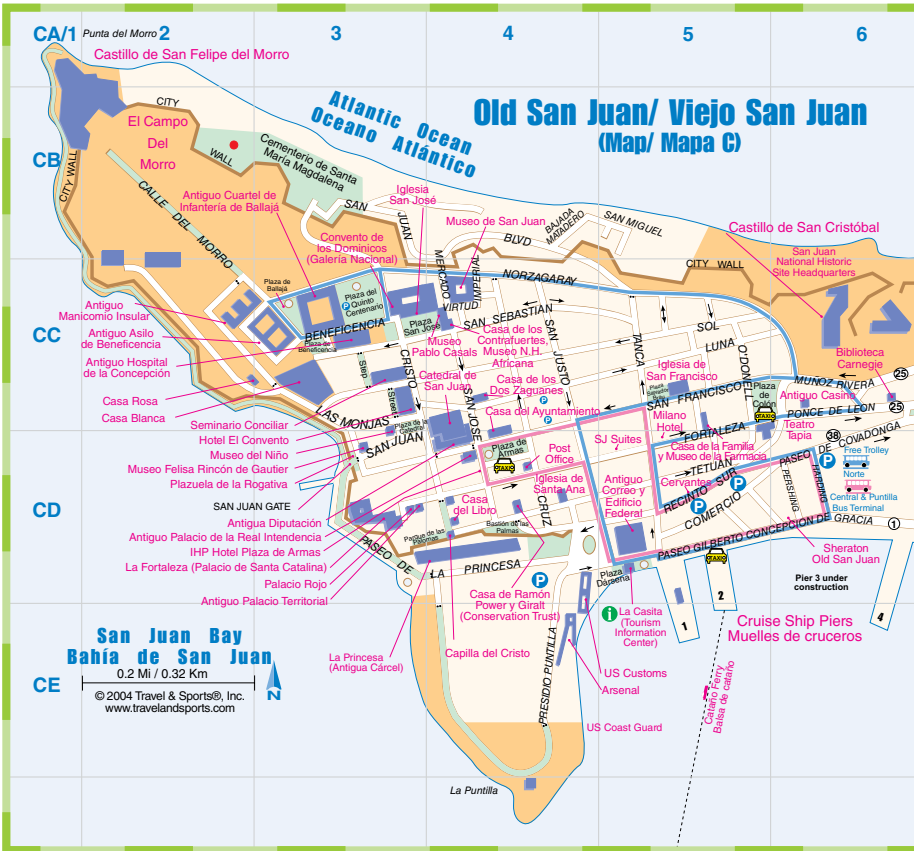 CA/1
2
3
4
5
6
CB
CC
CD
CE
Punta del Morro
Castillo de San Felipe del Morro
Atlantic Ocean
Oceano Atlántico
Old San Juan/ Viejo San Juan
(Map/ Mapa C)
CITY
WALL
El Campo
Del
Morro
Cementerio de Santa
María Magdalena
CITY WALL
CALLE DEL MORRO
Antiguo Cuartel de
Infantería de Ballajá
Iglesia
San José
SAN
JUAN
BLVD
Museo de San Juan
BAJADA
MATADERO
SAN MIGUEL
Castillo de San Cristóbal
San Juan
National Historic
Site Headquarters
CITY WALL
Convento de
los Dominicos
(Galería Nacional)
MERCADO
IMPERIAL
VIRTUD
NORZAGARAY
Plaza de
Ballajá
Plaza del
Quinto
Centenario
P
BENEFICENCIA
Plaza de
Beneficencia
Plaza
San José
SAN SEBASTIAN
SOL
LUNA
Antiguo
Manicomio Insular
Antiguo Asilo
de Beneficencia
Antiguo Hospital
de la Concepción
Casa Rosa
Casa Blanca
Museo
Pablo Casals
Casa de los
Contrafuertes,
Museo N.H.
Africana
SAN JUSTO
TANCA
O'DONELL
Step
Street
CRISTO
Catedral de
San Juan
SAN JOSE
Casa de los
Dos Zaguanes
P
Iglesia de
San Francisco
Plaza
Salvador
Brau
SAN FRANCISCO
Plaza
de
Colón
TAXI
Biblioteca
Carnegie
25
MUÑOZ RIVERA
Antiguo Casino
PONCE DE LEON
25
Teatro
Tapia
38
PASEO DE COVADONGA
LAS MONJAS
Plaza de la
Catedral
SAN JUAN
Casa del Ayuntamiento
P
Seminario Conciliar
Hotel El Convento
Museo del Niño
Museo Felisa Rincón de Gautier
Plazuela de la Rogativa
SAN JUAN GATE
Plaza de
Armas
TAXI
Post
Office
SJ Suites
Milano
Hotel
FORTALEZA
Casa de la Familia
y Museo de la Farmacia
TETUAN
Cervantes
RECINTO SUR
P
P
COMERCIO
PERSHING
HARDING
P
Free Trolley
Norte
Central & Puntilla
Bus Terminal
Antigua Diputación
Antiguo Palacio de la Real Intendencia
IHP Hotel Plaza de Armas
La Fortaleza (Palacio de Santa Catalina)
Palacio Rojo
Antiguo Palacio Territorial
Iglesia de
Santa Ana
CRUZ
Casa
del Libro
Antiguo
Correo y
Edificio
Federal
Parque de las
Palomas
Bastión de las
Palmas
PASEO DE
LA PRINCESA
PASEO GILBERTO CONCEPCION DE GRACIA
1
Sheraton
Old San Juan
TAXI
P
Plaza
Darsena
Casa de Ramón
Power y Giralt
(Conservation Trust)
i
La Casita
(Tourism
Information
Center)
1
2
4
Pier 3 under
construction
Cruise Ship Piers
Muelles de cruceros
San Juan Bay
Bahía de San Juan
0.2 Mi / 0.32 Km
N
© 2004 Travel & Sports®, Inc.
www.travelandsports.com
La Princesa
(Antigua Cárcel)
Capilla del Cristo
PRESIDIO PUNTILLA
US Customs
Arsenal
US Coast Guard
Cataño Ferry
Balsa de cataño
La Puntilla